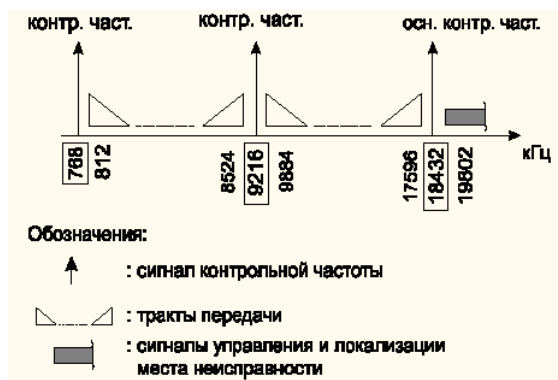 контр. част. контр. част. осн. контр. част.
кГц
768 812 8524 9216 9884 17596 18432 19802
Обозначения:
: сигнал контрольной частоты
: тракты передачи
: сигналы управления и локализации
места неисправности